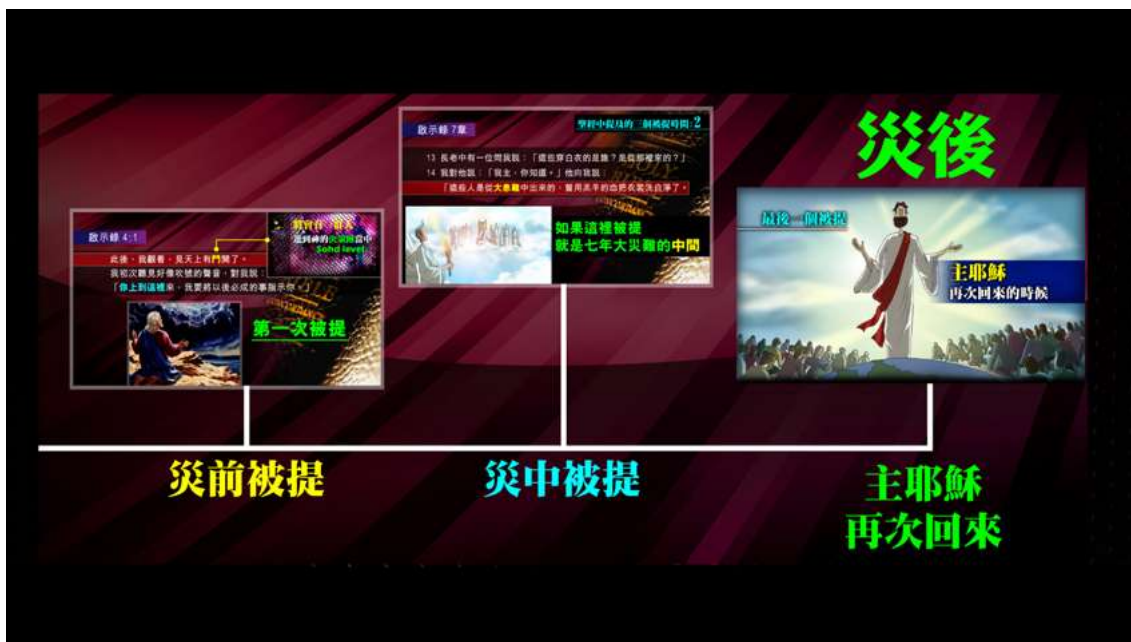 災後
啟示錄 7章
聖經中提及的三個被提時間:2
13 長老中有一位問我說:「這些穿白衣的是誰?是從那裡來的?」
14 我對他說:「我主,你知道。」他向我說:
「這些人是從大患難中出來的,曾用羔羊的血把衣裳洗白淨了。
如果這裡被提
就是七年大災難的中間
最後一個被提
主耶穌
再次回來的時候
啟示錄 4:1
Sohd level
此後,我觀看,見天上有門開了。
我初次聽見好像吹號的聲音,對我說:
「你上到這裡來,我要將以後必成的事指示你。」
第一次被提
災前被提
災中被提
主耶穌
再次回來